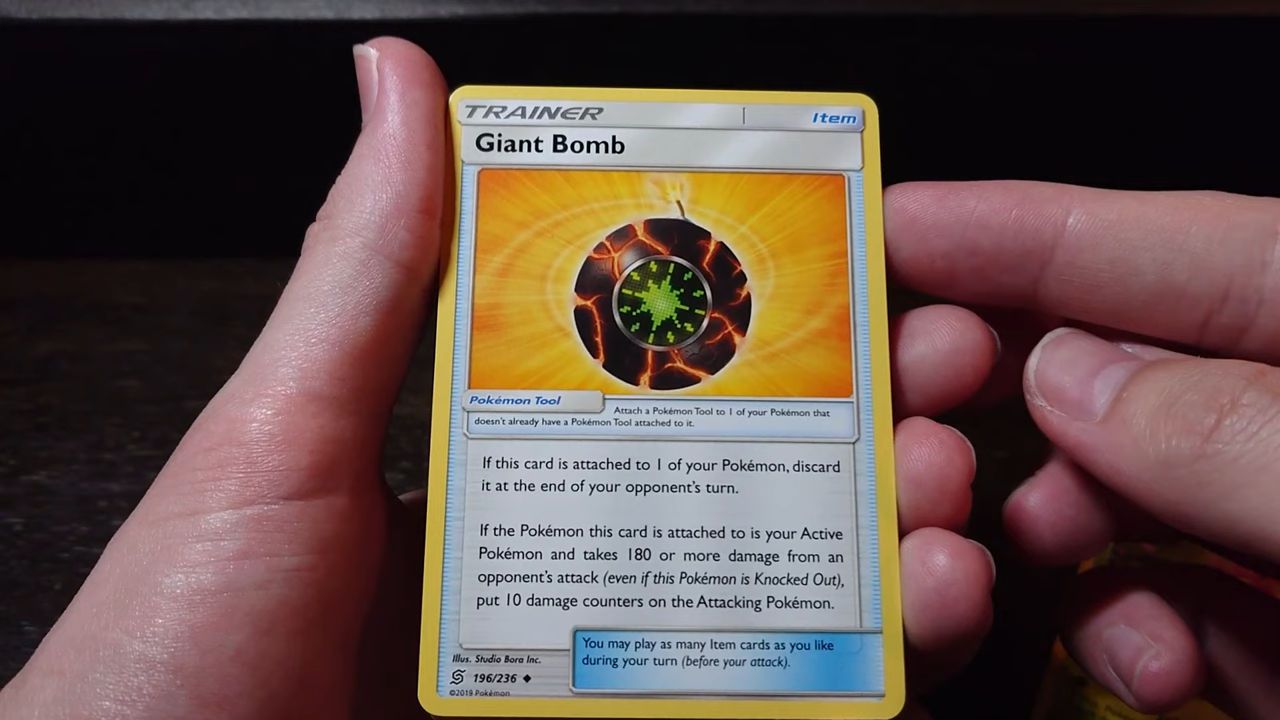 TRAINER Item
Giant Bomb
Pokémon Tool
Attach a Pokémon Tool to 1 of your Pokémon that
doesn't already have a Pokémon Tool attached to it.
If this card is attached to 1 of your Pokémon, discard
it at the end of your opponent's turn.
If the Pokémon this card is attached to is your Active
Pokémon and takes 180 or more damage from an
opponent's attack (even if this Pokémon is Knocked Out),
put 10 damage counters on the Attacking Pokémon.
You may play as many Item cards as you like
during your turn (before your attack).
Illus. Studio Bora Inc.
196/236
©2019 Pokémon